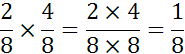 2/8 × 4/8 = 2 × 4 / 8 × 8 = 1/8